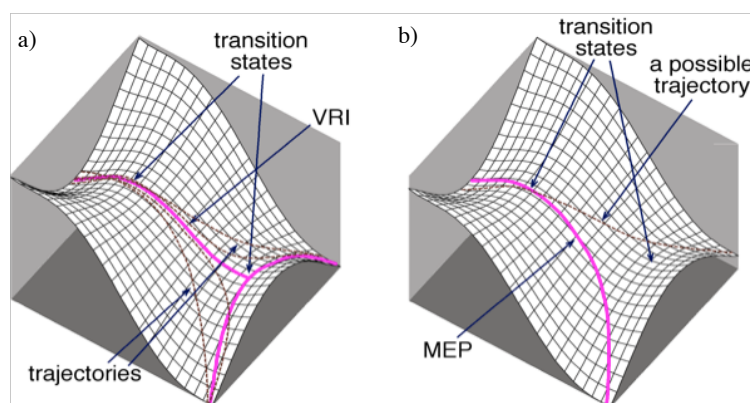 a)
transition
states
VRI
trajectories
b)
transition
states
a possible
trajectory
MEP